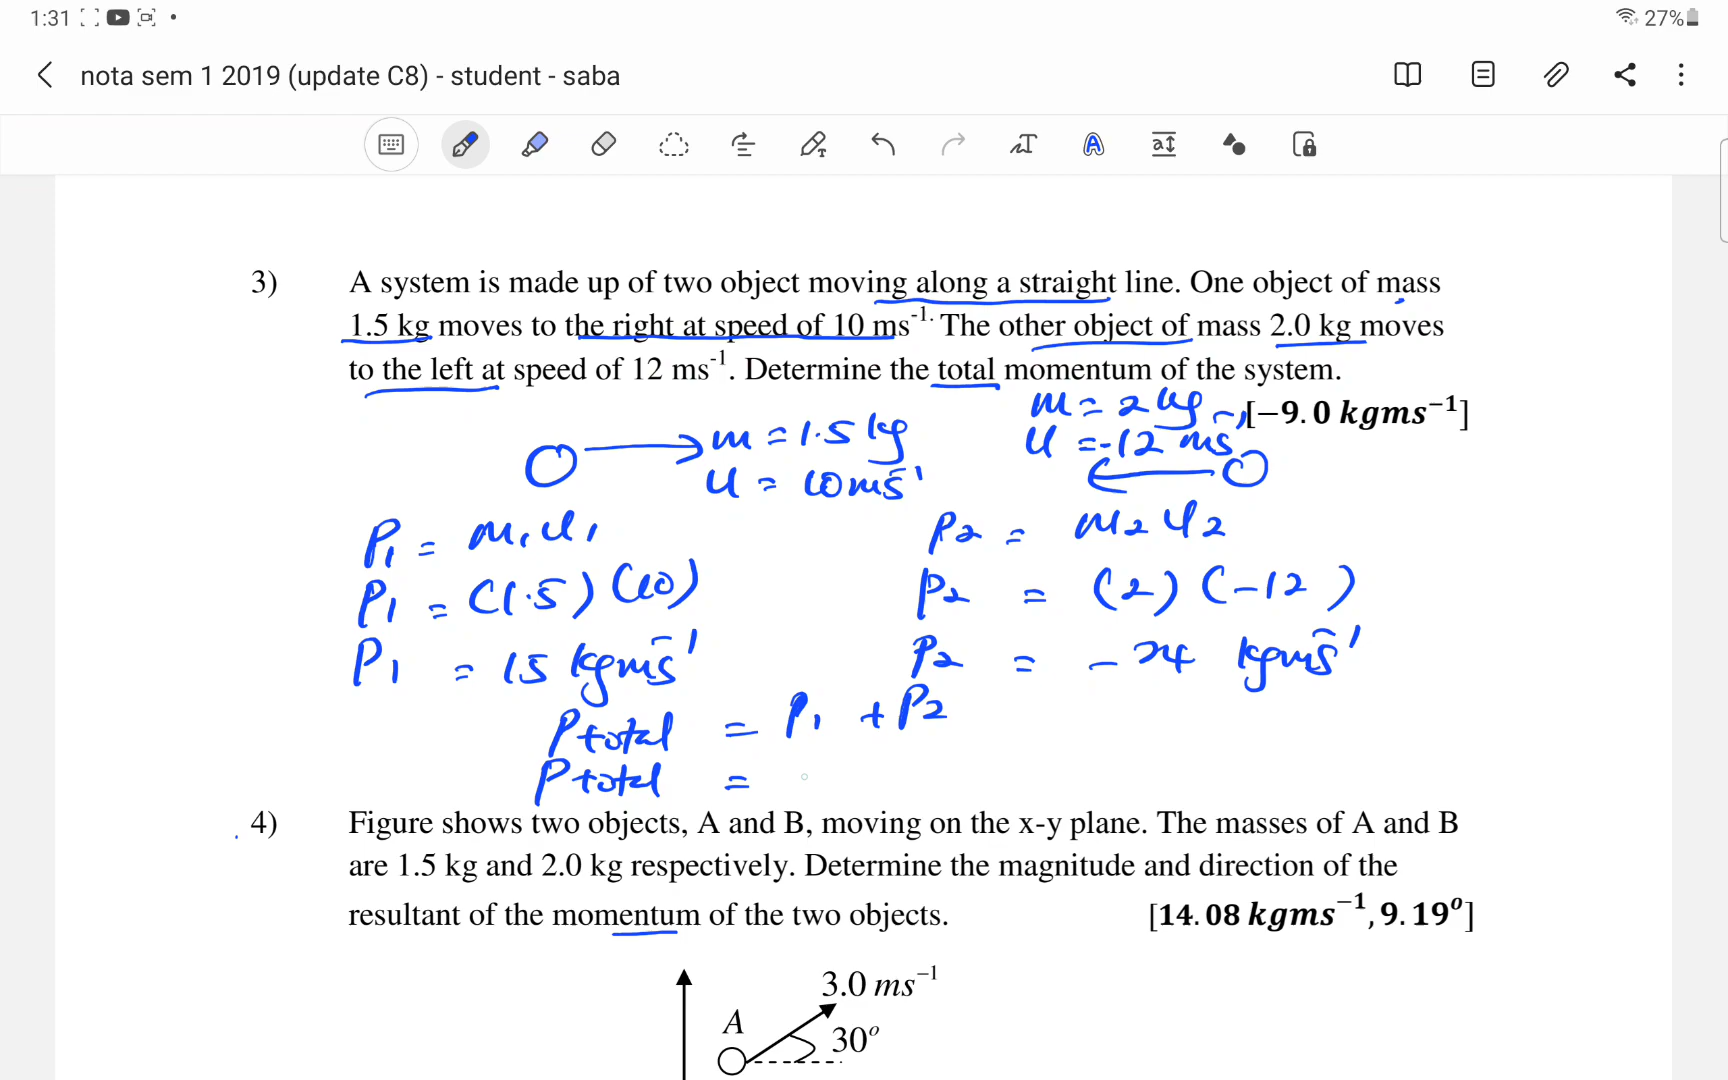 1:31
27%
nota sem 1 2019 (update C8) - student - saba
3) A system is made up of two object moving along a straight line. One object of mass
1.5 kg moves to the right at speed of 10 ms⁻¹. The other object of mass 2.0 kg moves
to the left at speed of 12 ms⁻¹. Determine the total momentum of the system.
[−9.0 kgms⁻¹]
m = 1.5 kg
u = 10 ms⁻¹
m = 2 kg
u = -12 ms⁻¹
P₁ = m₁u₁
P₁ = (1.5)(10)
P₁ = 15 kgms⁻¹
P₂ = m₂u₂
P₂ = (2)(-12)
P₂ = -24 kgms⁻¹
Ptotal = P₁ + P₂
Ptotal =
4) Figure shows two objects, A and B, moving on the x-y plane. The masses of A and B
are 1.5 kg and 2.0 kg respectively. Determine the magnitude and direction of the
resultant of the momentum of the two objects. [14.08 kgms⁻¹, 9.19º]
3.0 ms⁻¹
A
30º